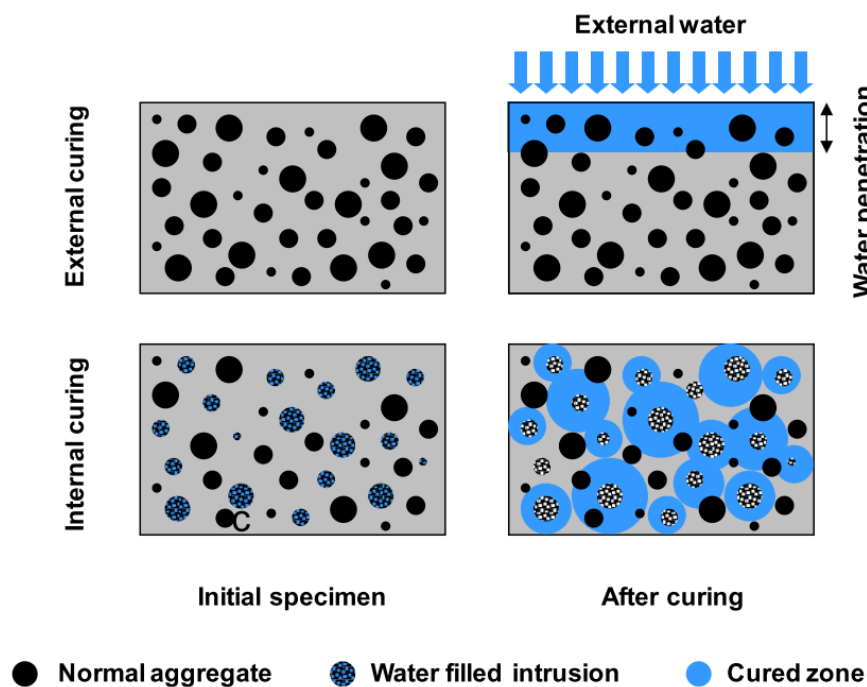 External water
External curing
Water penetration
Internal curing
C
Initial specimen
After curing
Normal aggregate
Water filled intrusion
Cured zone